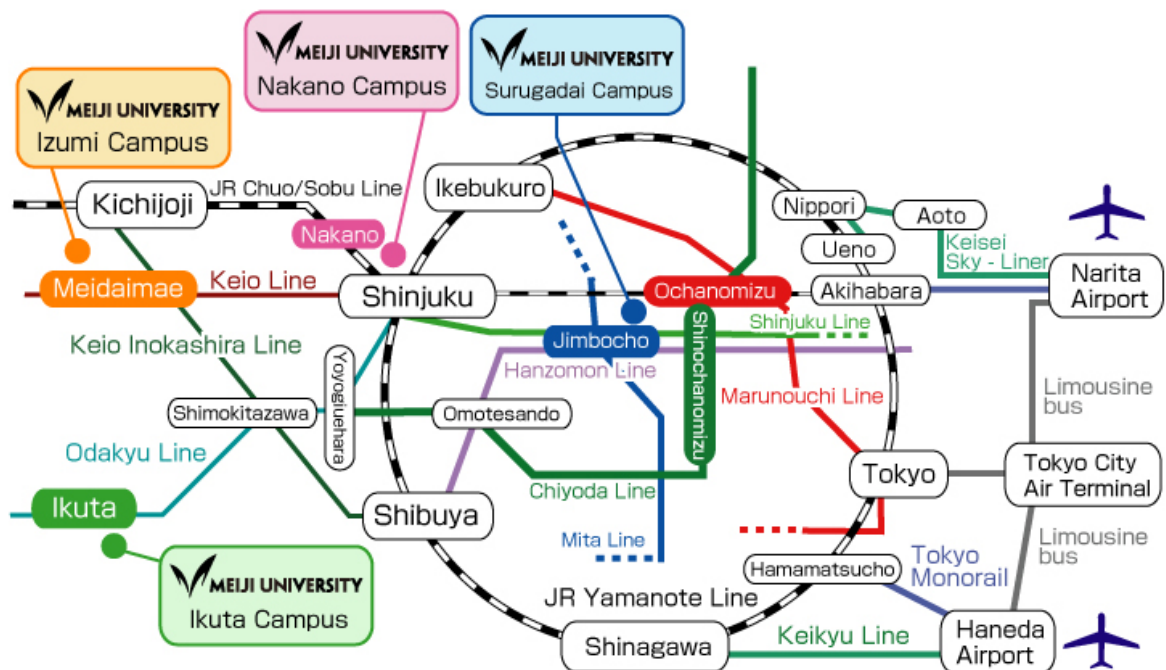 MEIJI UNIVERSITY
Nakano Campus
MEIJI UNIVERSITY
Surugadai Campus
MEIJI UNIVERSITY
Izumi Campus
JR Chuo/Sobu Line
Kichijoji
Ikebukuro
Nakano
Nippori
Aoto
Ueno
Keisei
Sky - Liner
Meidaimae
Keio Line
Shinjuku
Ochanomizu
Akihabara
Narita
Airport
Keio Inokashira Line
Jimbocho
Shinjuku Line
Shinochanomizu
Hanzomon Line
Yoyogiuehara
Marunouchi Line
Limousine
bus
Shimokitazawa
Omotesando
Odakyu Line
Tokyo
Tokyo City
Air Terminal
Chiyoda Line
Ikuta
Shibuya
Mita Line
Limousine
bus
Hamamatsucho
Tokyo
Monorail
MEIJI UNIVERSITY
Ikuta Campus
JR Yamanote Line
Shinagawa
Keikyu Line
Haneda
Airport